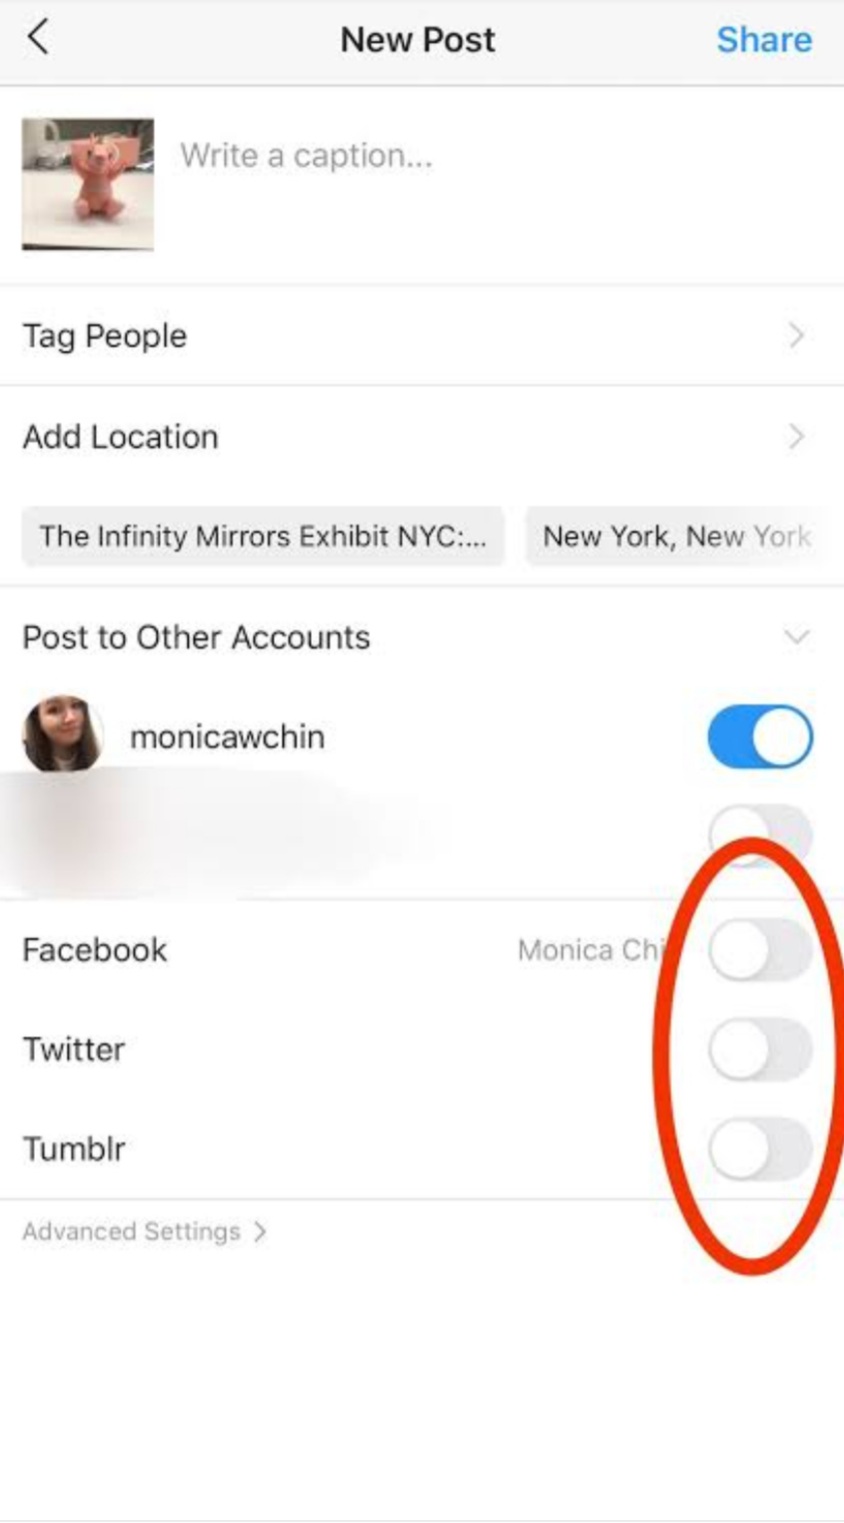 New Post
Share
Write a caption...
Tag People
Add Location
The Infinity Mirrors Exhibit NYC:...
New York, New York
Post to Other Accounts
monicawchin
Facebook
Monica Chi
Twitter
Tumblr
Advanced Settings